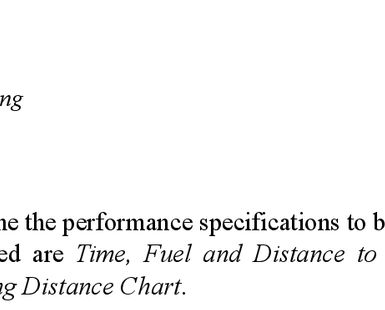 ng
ne the performance specifications to b
ed are Time, Fuel and Distance to
ng Distance Chart.